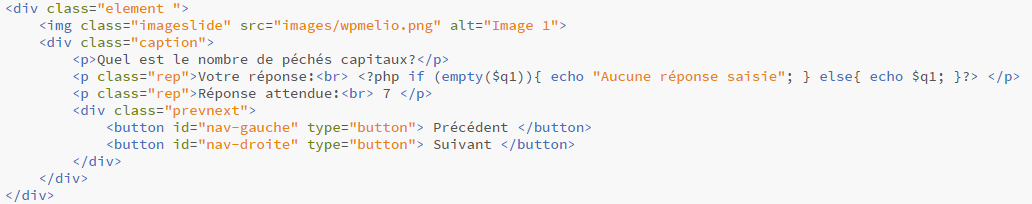 <div class="element ">
<img class="imageslide" src="images/wpmelio.png" alt="Image 1">
<div class="caption">
<p>Quel est le nombre de péchés capitaux?</p>
<p class="rep">Votre réponse:<br> <?php if (empty($q1)){ echo "Aucune réponse saisie"; } else{ echo $q1; }?> </p>
<p class="rep">Réponse attendue:<br> 7 </p>
<div class="prevnext">
<button id="nav-gauche" type="button"> Précédent </button>
<button id="nav-droite" type="button"> Suivant </button>
</div>
</div>
</div>